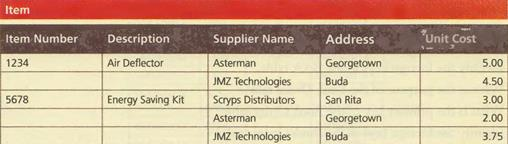 Item
Item Number Description Supplier Name Address Unit Cost
1234 Air Deflector Asterman Georgetown 5.00
JMZ Technologies Buda 4.50
5678 Energy Saving Kit Scryps Distributors San Rita 3.00
Asterman Georgetown 2.00
JMZ Technologies Buda 3.75